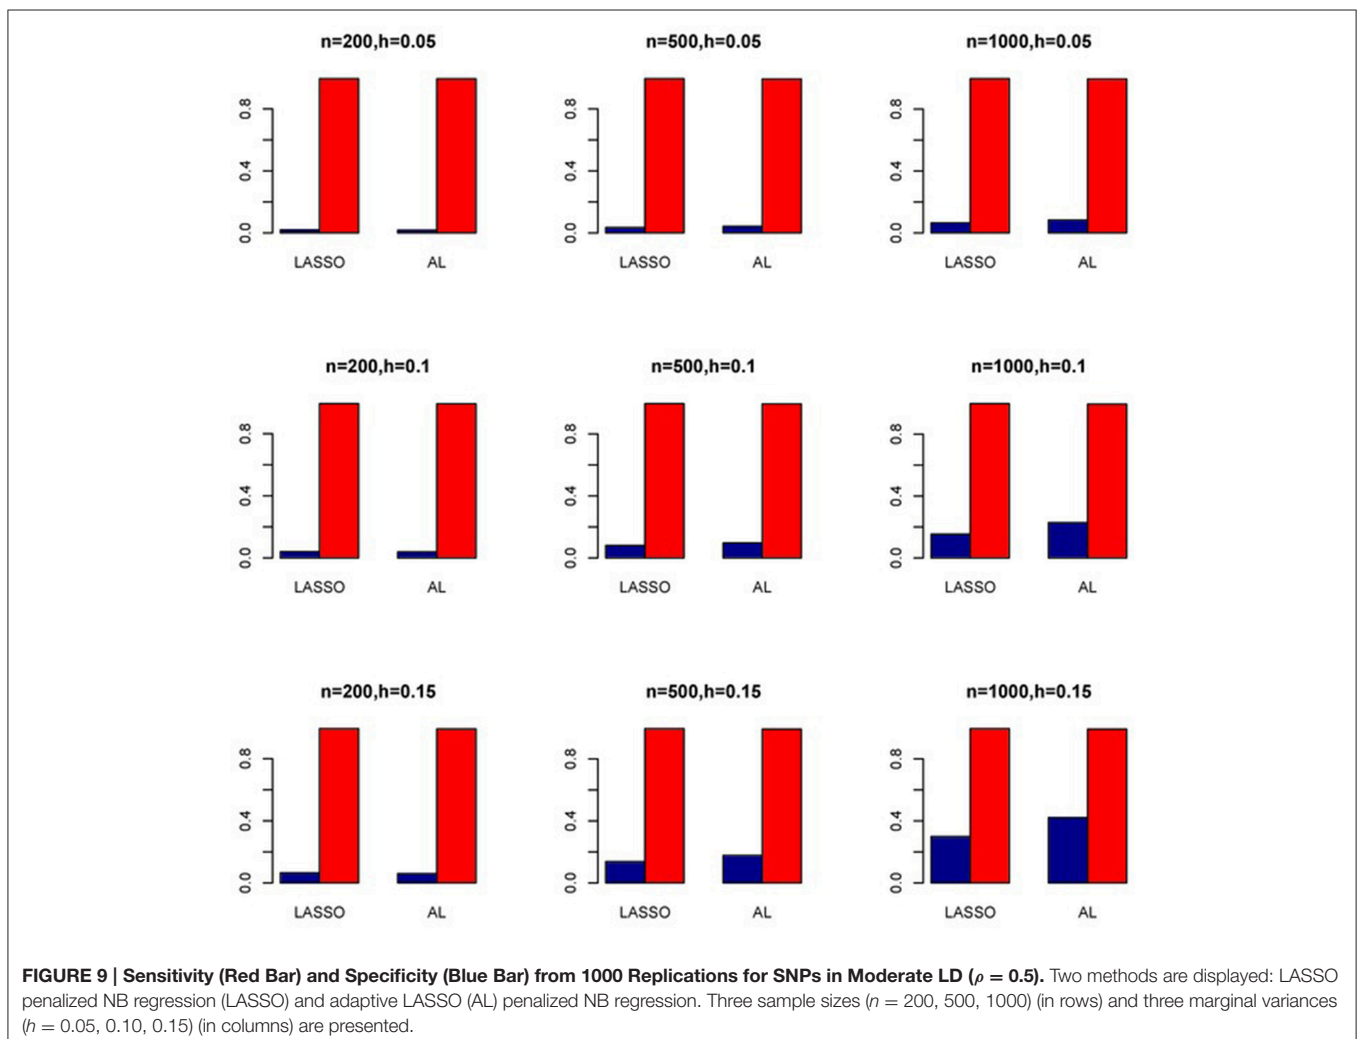 n=200,h=0.05
n=500,h=0.05
n=1000,h=0.05
0.8
0.4
0.0
LASSO AL
0.8
0.4
0.0
LASSO AL
0.8
0.4
0.0
LASSO AL
n=200,h=0.1
n=500,h=0.1
n=1000,h=0.1
0.8
0.4
0.0
LASSO AL
0.8
0.4
0.0
LASSO AL
0.8
0.4
0.0
LASSO AL
n=200,h=0.15
n=500,h=0.15
n=1000,h=0.15
0.8
0.4
0.0
LASSO AL
0.8
0.4
0.0
LASSO AL
0.8
0.4
0.0
LASSO AL
FIGURE 9 | Sensitivity (Red Bar) and Specificity (Blue Bar) from 1000 Replications for SNPs in Moderate LD (ρ = 0.5). Two methods are displayed: LASSO
penalized NB regression (LASSO) and adaptive LASSO (AL) penalized NB regression. Three sample sizes (n = 200, 500, 1000) (in rows) and three marginal variances
(h = 0.05, 0.10, 0.15) (in columns) are presented.